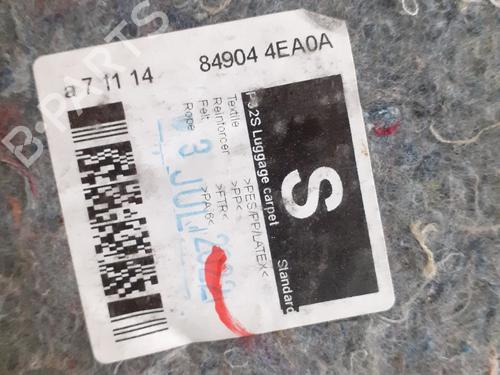 a 7 11 14
84904 4EA0A
P32S Luggage carpet Standard
Textile >PES/PP/LATEX<
Reinforcer >PP<
Felt >FTR<
Rope >PA6<
S
3 JUL
B-PARTS